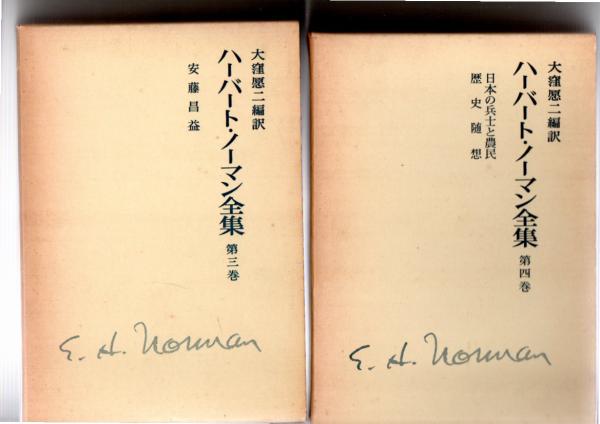 大窪愿二編訳
ハーバート・ノーマン全集
第三巻
安藤昌益
E. H. Norman
大窪愿二編訳
ハーバート・ノーマン全集
第四巻
日本の兵士と農民
歴史随想
E. H. Norman